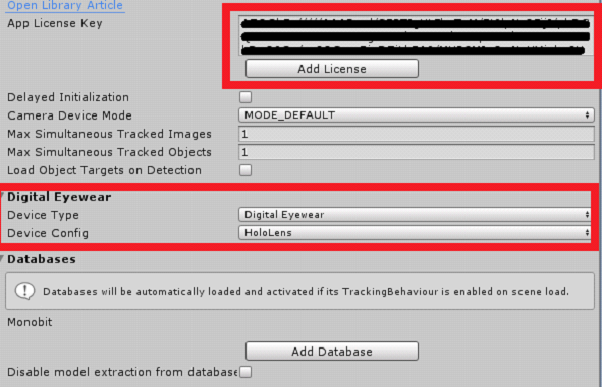 Open Library Article
App License Key
Add License
Delayed Initialization
Camera Device Mode MODE_DEFAULT
Max Simultaneous Tracked Images 1
Max Simultaneous Tracked Objects 1
Load Object Targets on Detection
Digital Eyewear
Device Type Digital Eyewear
Device Config HoloLens
Databases
Databases will be automatically loaded and activated if its TrackingBehaviour is enabled on scene load.
Monobit
Add Database
Disable model extraction from database